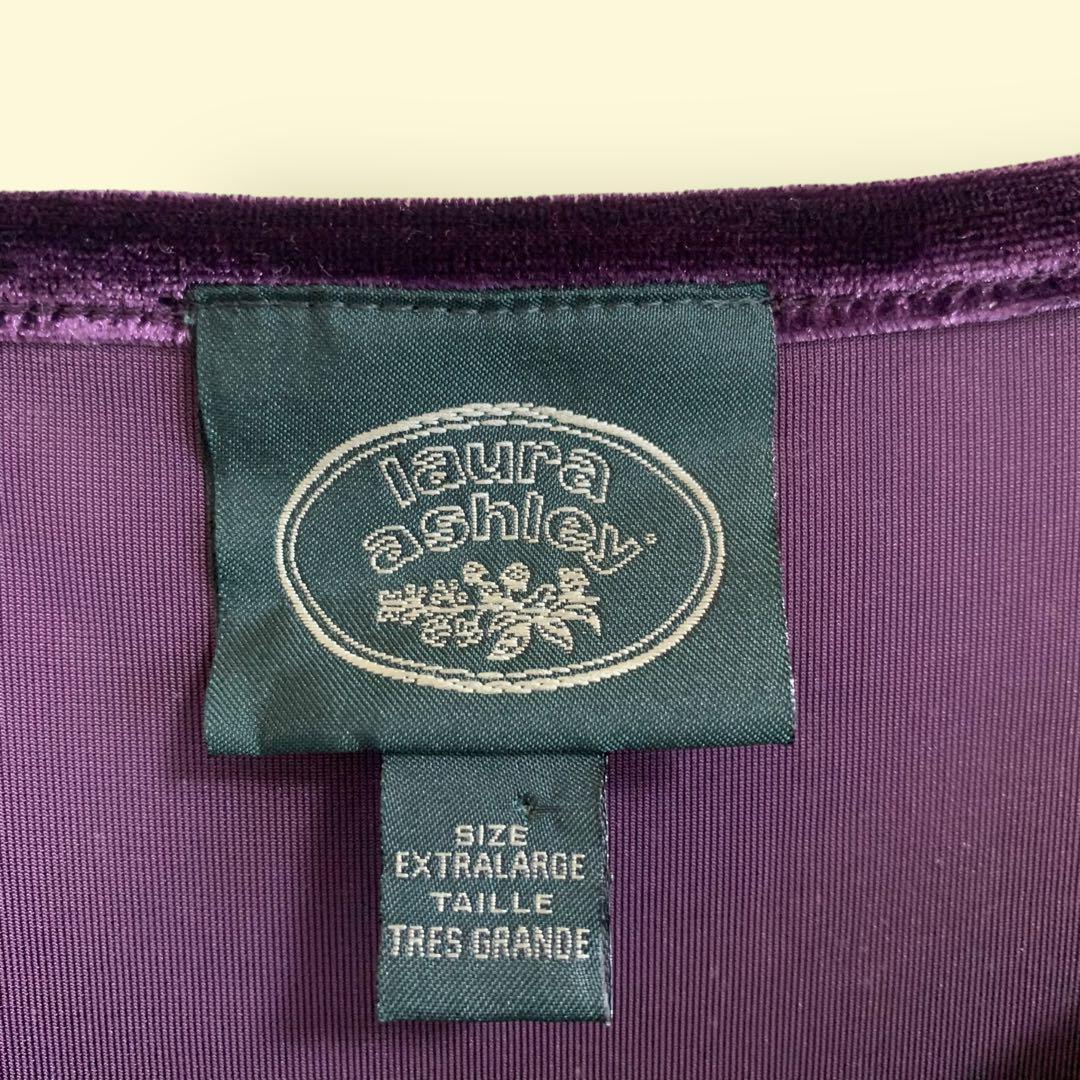 laura
ashley
SIZE
EXTRALARGE
TAILLE
TRES GRANDE